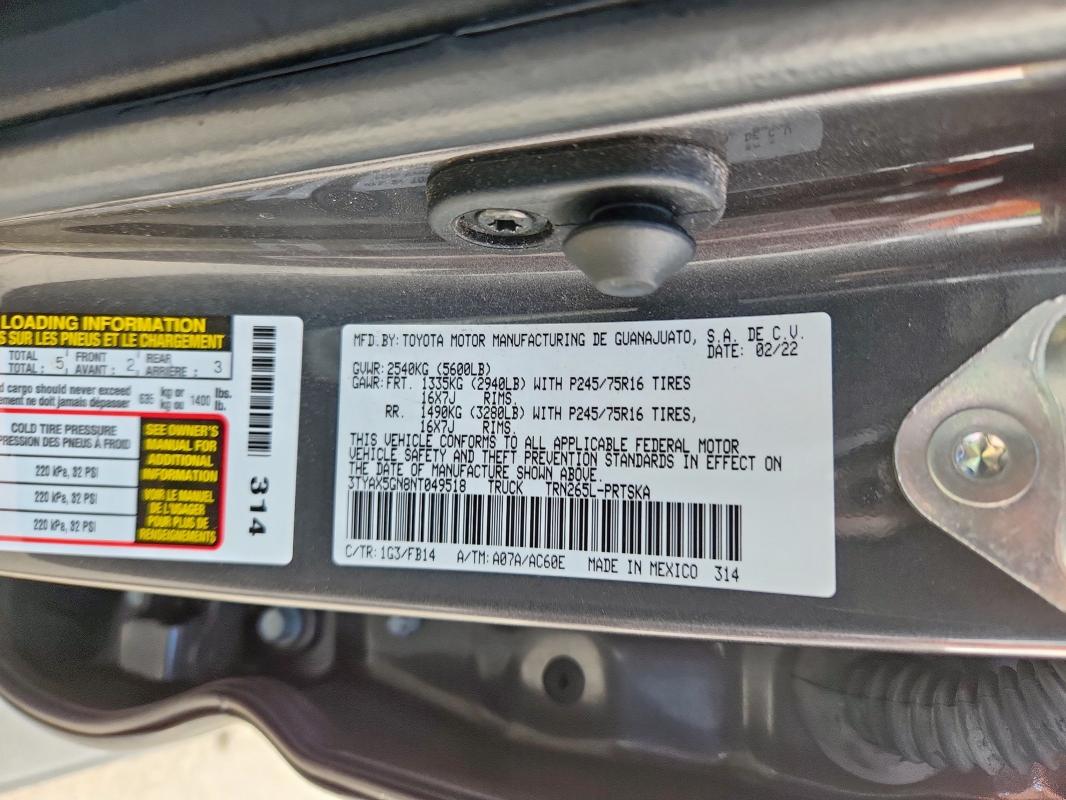 LOADING INFORMATION
S SUR LES PNEUS ET LE CHARGEMENT
TOTAL 5 FRONT 2 REAR 3
TOTAL : AVANT : ARRIÈRE :
d cargo should never exceed 635 kg or 1400 lbs.
ement ne doit jamais dépasser kg ou lb.
COLD TIRE PRESSURE
PRESSION DES PNEUS À FROID
220 kPa, 32 PSI
220 kPa, 32 PSI
220 kPa, 32 PSI
SEE OWNER'S
MANUAL FOR
ADDITIONAL
INFORMATION
VOIR LE MANUEL
DE L'USAGER
POUR PLUS DE
RENSEIGNEMENTS
314
MFD.BY:TOYOTA MOTOR MANUFACTURING DE GUANAJUATO, S.A. DE C.V.
DATE: 02/22
GVWR:2540KG (5600LB)
GAWR:FRT. 1335KG (2940LB) WITH P245/75R16 TIRES
16X7J RIMS.
RR. 1490KG (3280LB) WITH P245/75R16 TIRES,
16X7J RIMS.
THIS VEHICLE CONFORMS TO ALL APPLICABLE FEDERAL MOTOR
VEHICLE SAFETY AND THEFT PREVENTION STANDARDS IN EFFECT ON
THE DATE OF MANUFACTURE SHOWN ABOVE.
3TYAX5GN8NT049518 TRUCK TRN265L-PRTSKA
C/TR:1G3/FB14 A/TM:A07A/AC60E MADE IN MEXICO 314